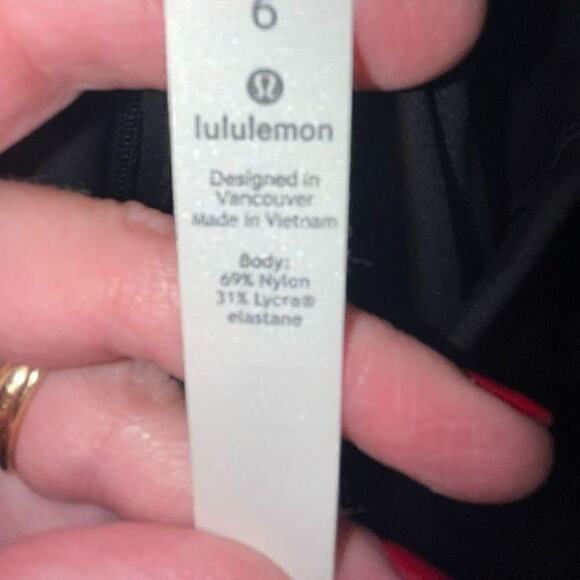 6
lululemon
Designed in
Vancouver
Made in Vietnam
Body:
69% Nylon
31% Lycra®
elastane